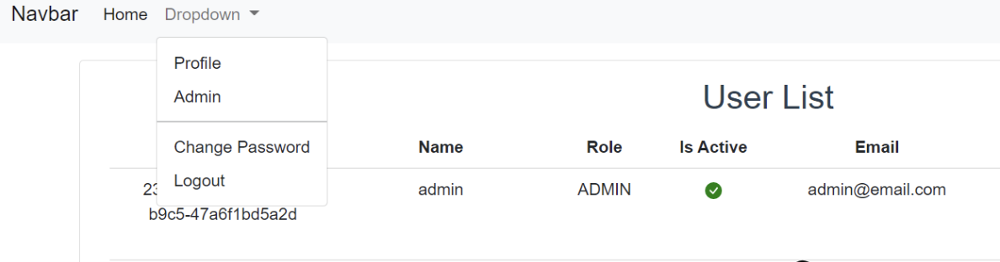 Navbar Home Dropdown
Profile
Admin
User List
Change Password Name Role Is Active Email
Logout
23 admin ADMIN admin@email.com
b9c5-47a6f1bd5a2d